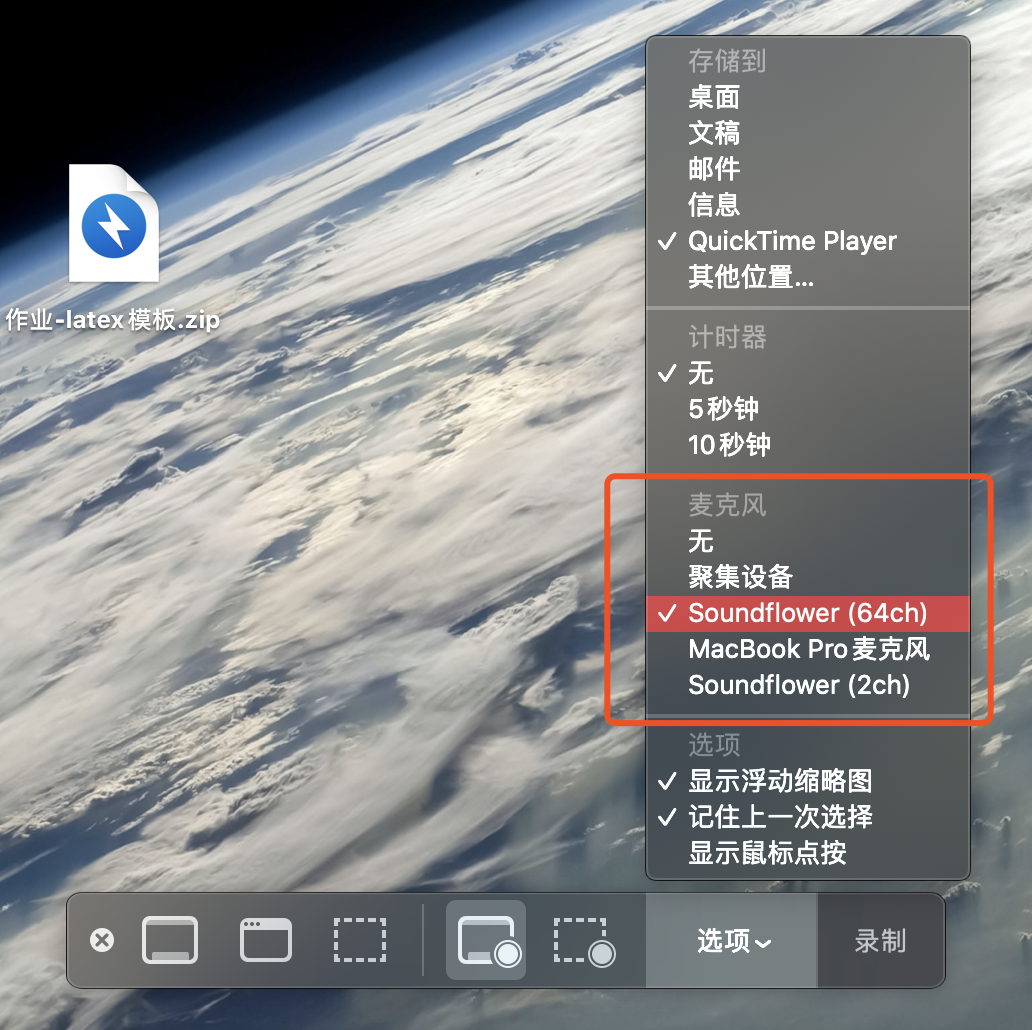 存储到
桌面
文稿
邮件
信息
✓ QuickTime Player
其他位置...
作业-latex模板.zip
计时器
✓ 无
5秒钟
10秒钟
麦克风
无
聚集设备
✓ Soundflower (64ch)
MacBook Pro麦克风
Soundflower (2ch)
选项
✓ 显示浮动缩略图
✓ 记住上一次选择
显示鼠标点按
选项
录制